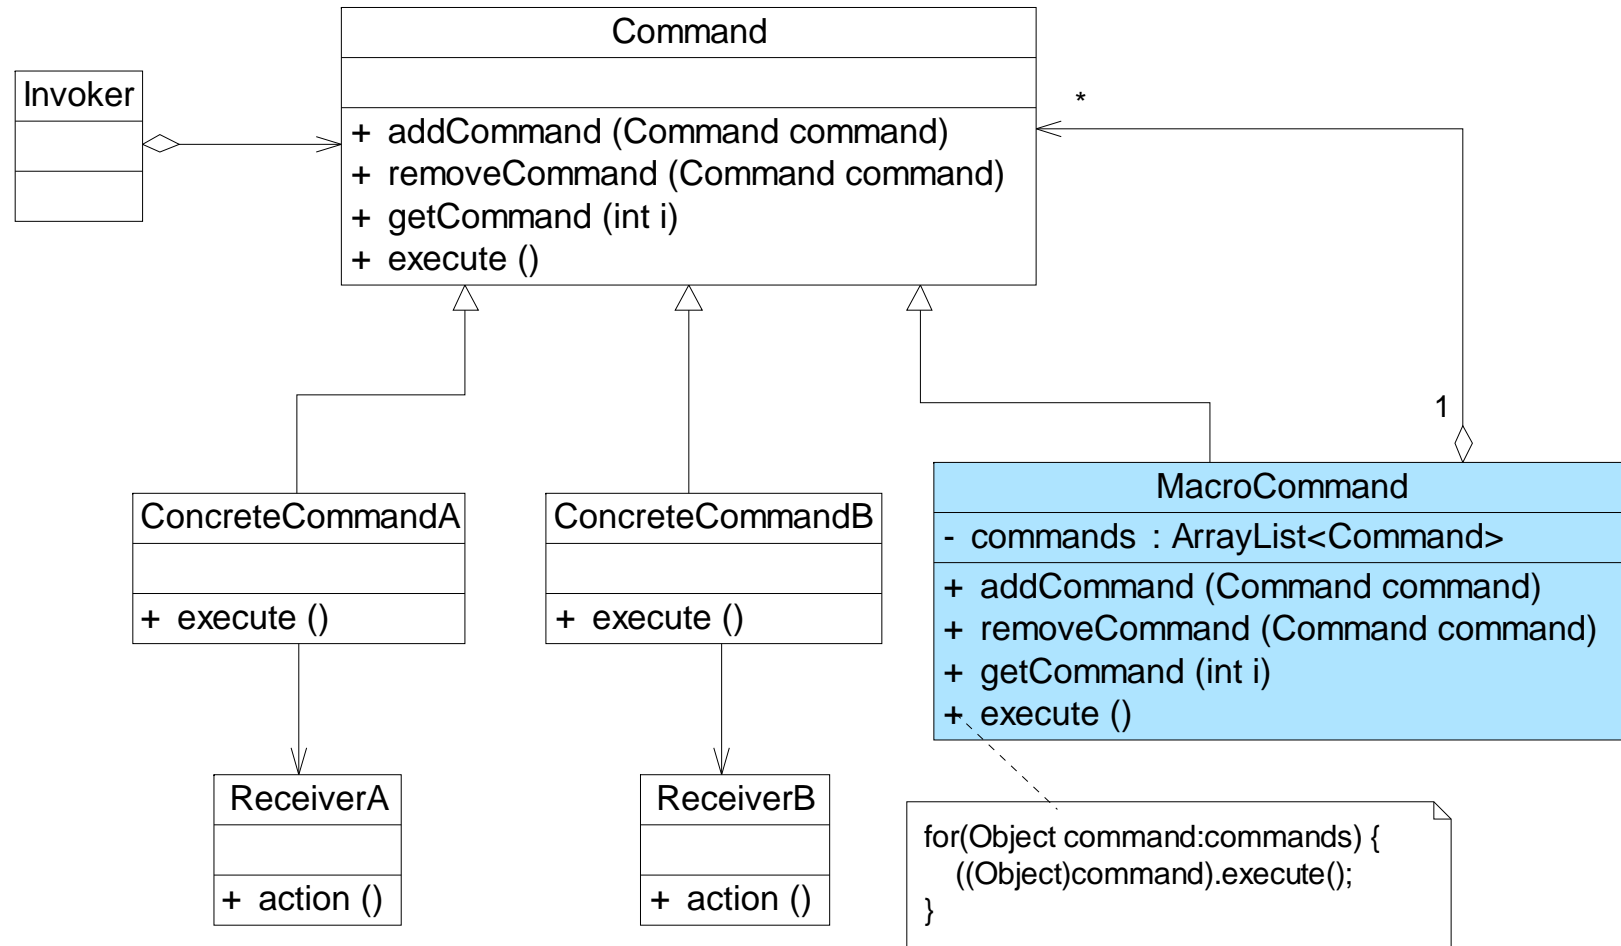 Command
Invoker
+ addCommand (Command command)
+ removeCommand (Command command)
+ getCommand (int i)
+ execute ()
*
1
ConcreteCommandA
+ execute ()
ConcreteCommandB
+ execute ()
MacroCommand
- commands : ArrayList<Command>
+ addCommand (Command command)
+ removeCommand (Command command)
+ getCommand (int i)
+ execute ()
ReceiverA
+ action ()
ReceiverB
+ action ()
for(Object command:commands) {
((Object)command).execute();
}